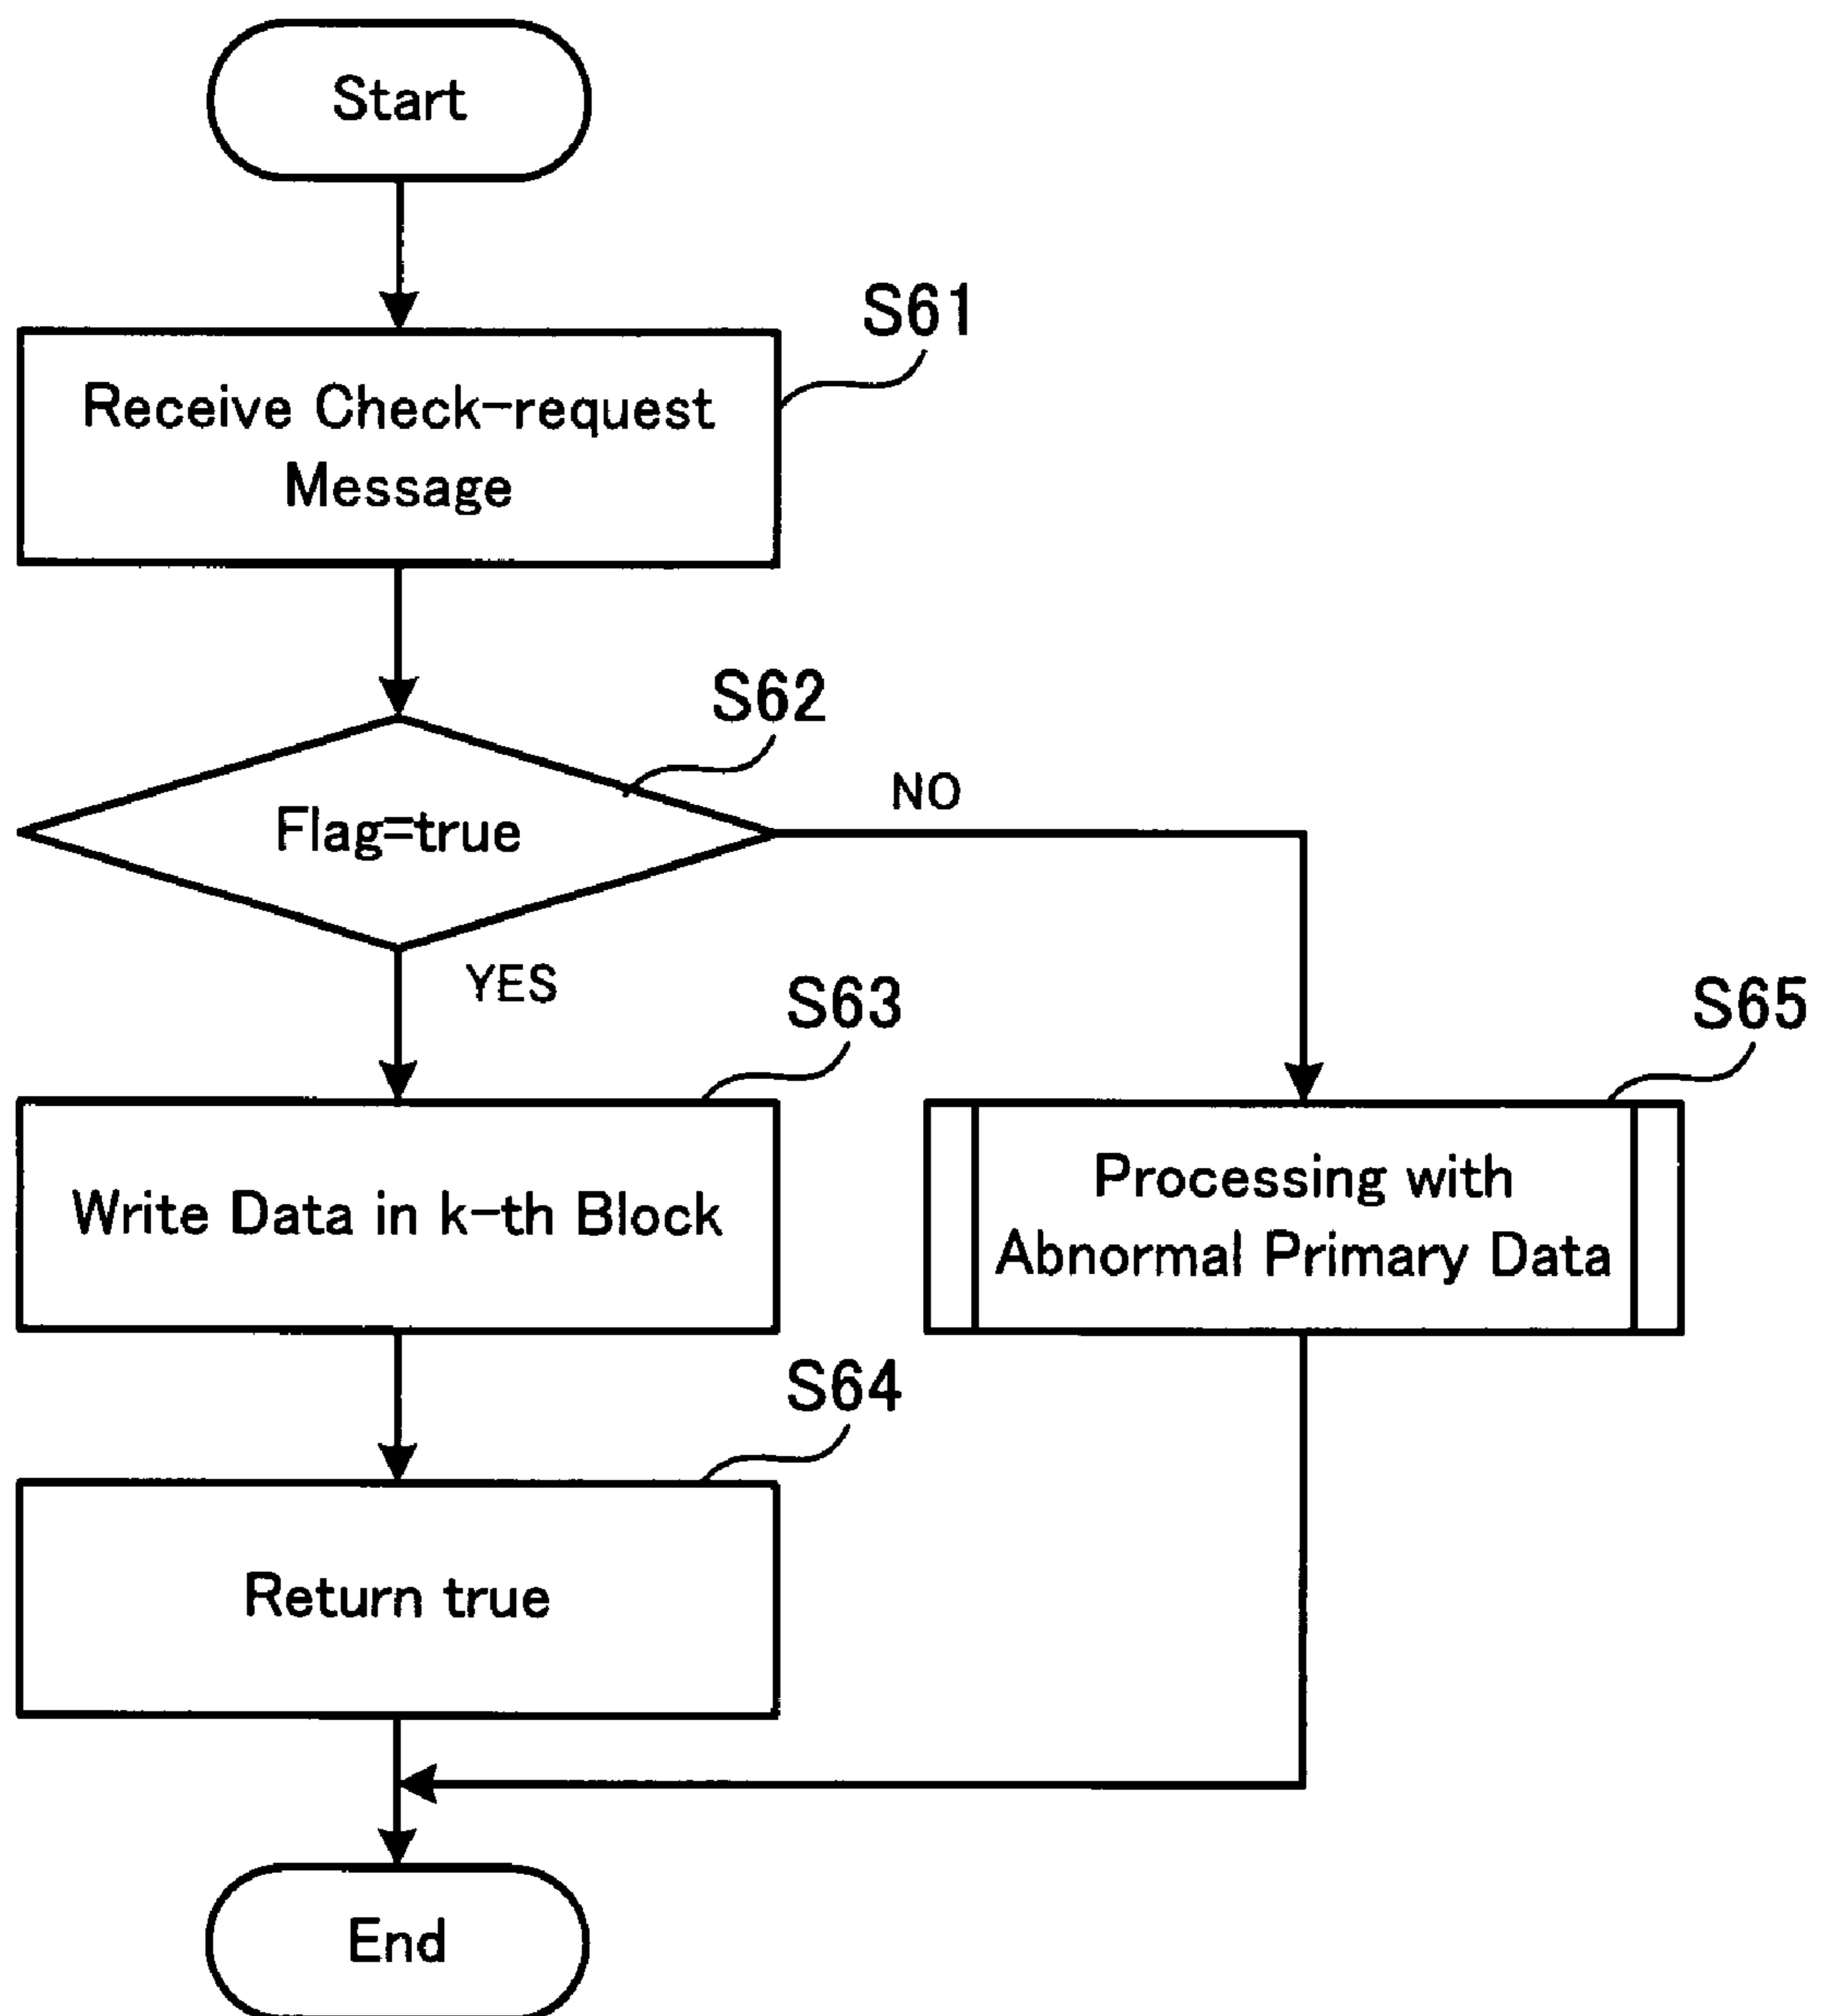 Start
S61
Receive Check-request
Message
S62
Flag=true
NO
YES
S63
S65
Write Data in k-th Block
Processing with
Abnormal Primary Data
S64
Return true
End